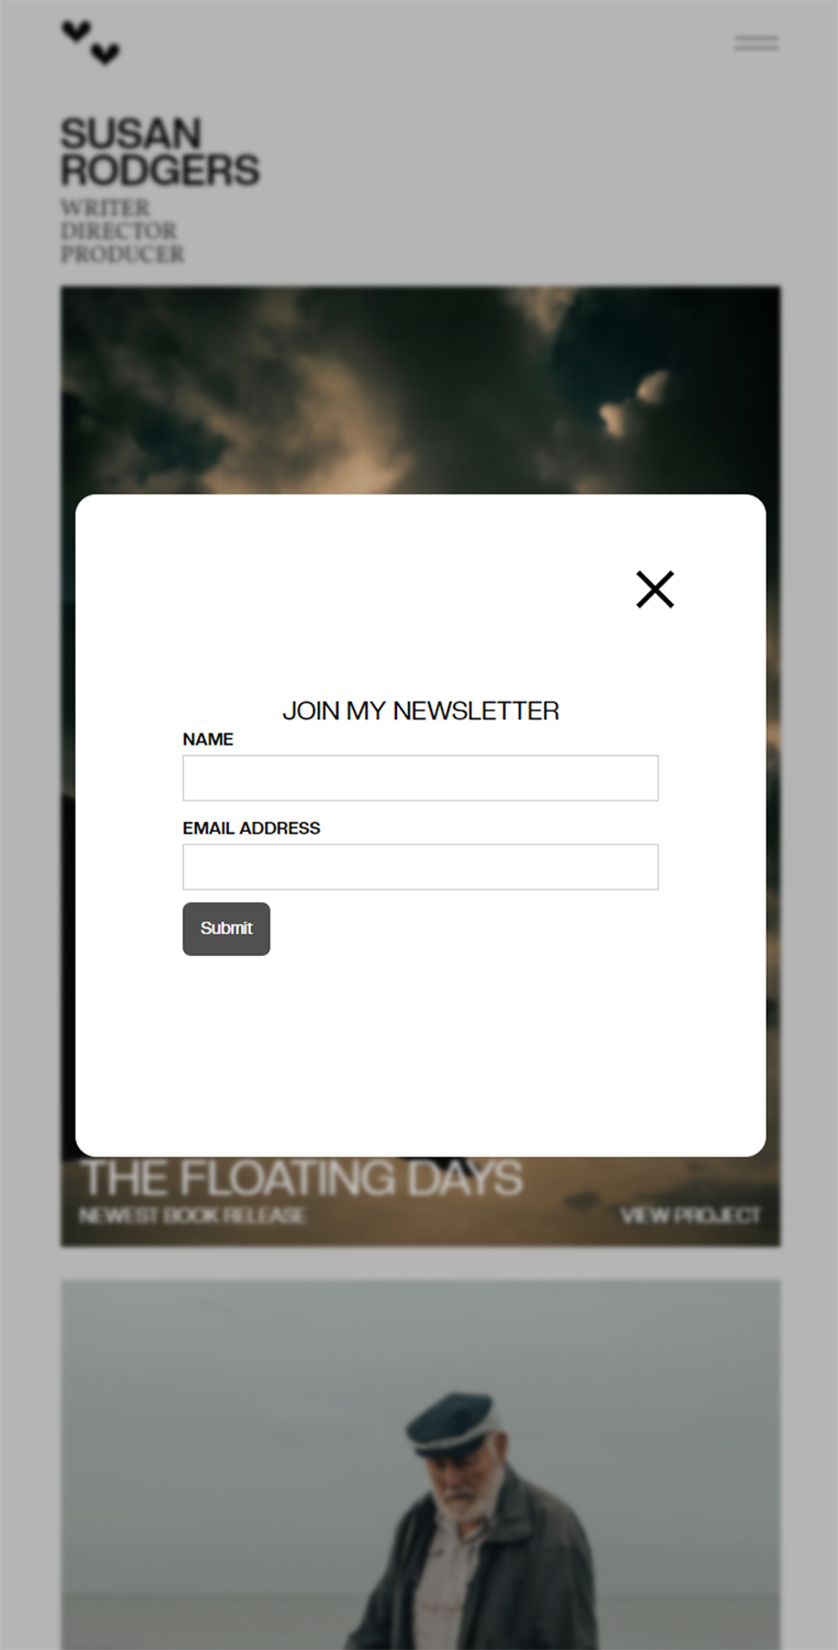 SUSAN
RODGERS
WRITER
DIRECTOR
PRODUCER
JOIN MY NEWSLETTER
NAME
EMAIL ADDRESS
Submit
THE FLOATING DAYS
NEWEST BOOK RELEASE
VIEW PROJECT